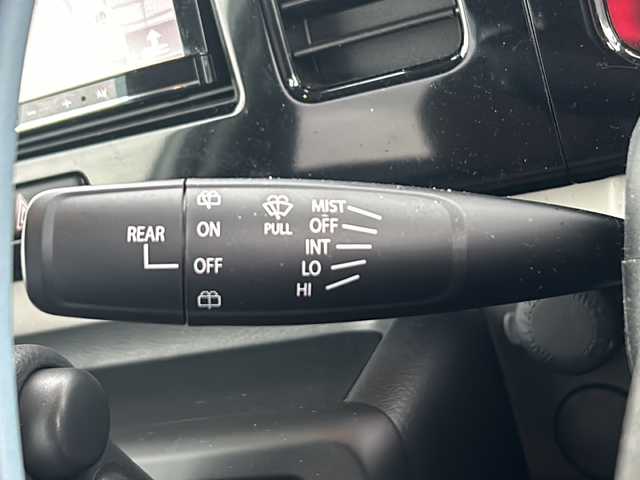 REAR
ON
OFF
PULL
MIST
OFF
INT
LO
HI